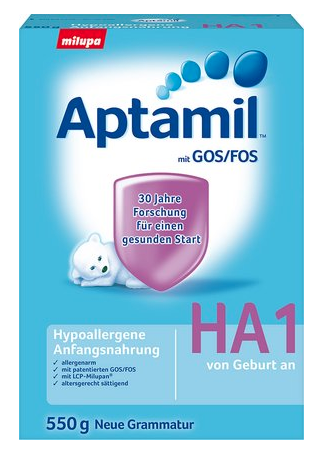 milupa
Aptamil™
mit GOS/FOS
30 Jahre
Forschung
für einen
gesunden Start
HA 1
von Geburt an
Hypoallergene
Anfangsnahrung
✓ allergenarm
✓ mit patentierten GOS/FOS
✓ mit LCP-Milupan®
✓ altersgerecht sättigend
550 g Neue Grammatur